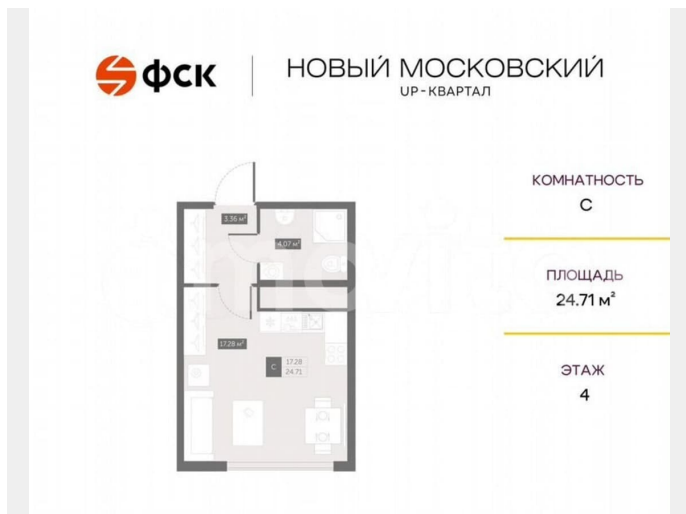 ФСК
НОВЫЙ МОСКОВСКИЙ
UP-КВАРТАЛ
КОМНАТНОСТЬ
С
ПЛОЩАДЬ
24.71 м²
ЭТАЖ
4
3.36 м²
4.07 м²
17.28 м²
С
17.28
24.71